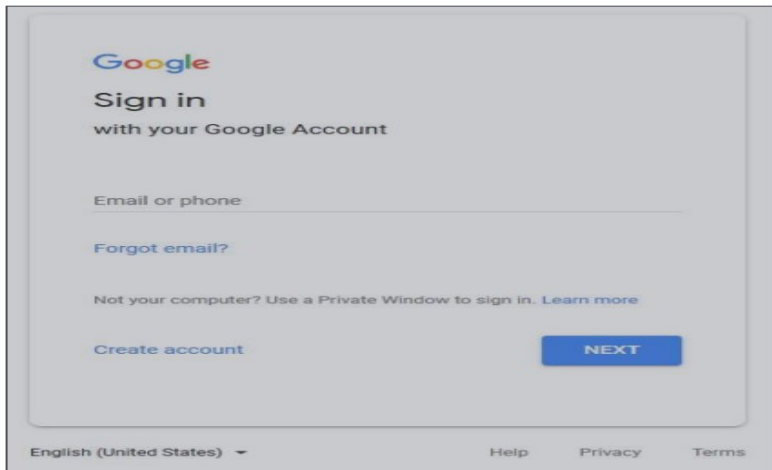 Google
Sign in
with your Google Account
Email or phone
Forgot email?
Not your computer? Use a Private Window to sign in. Learn more
Create account NEXT
English (United States) Help Privacy Terms